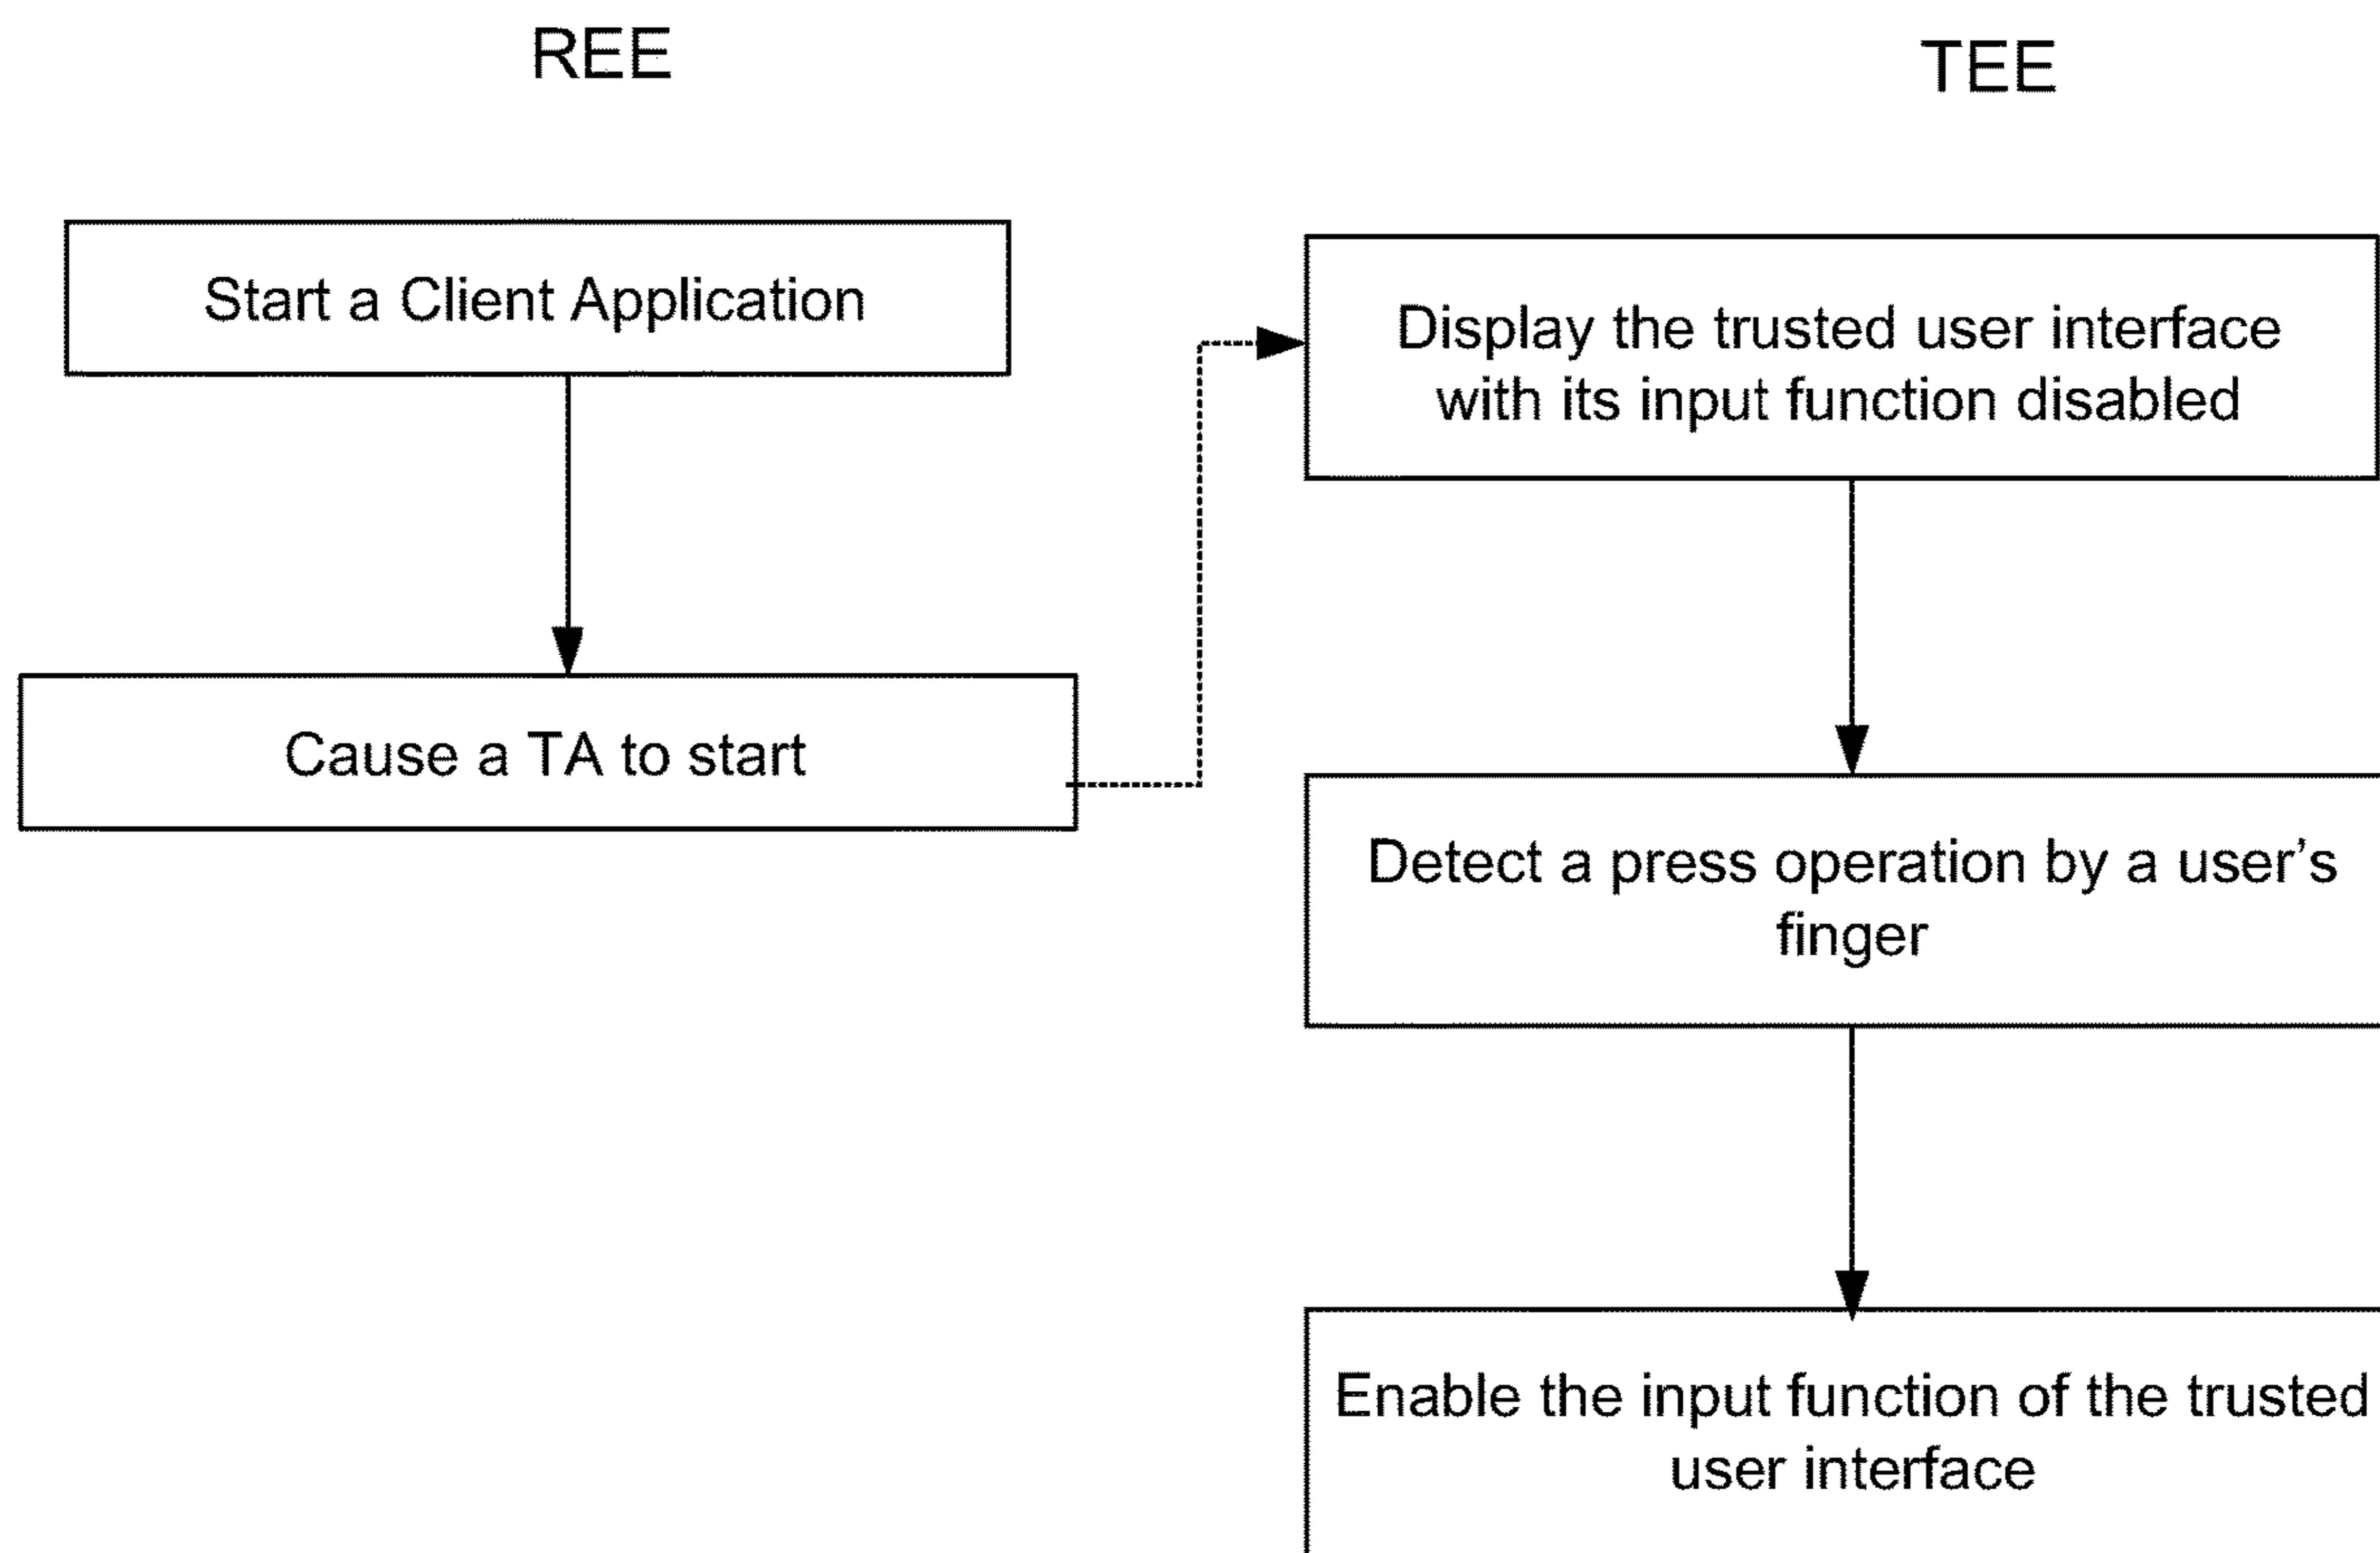 REE
TEE
Start a Client Application
Cause a TA to start
Display the trusted user interface
with its input function disabled
Detect a press operation by a user’s
finger
Enable the input function of the trusted
user interface